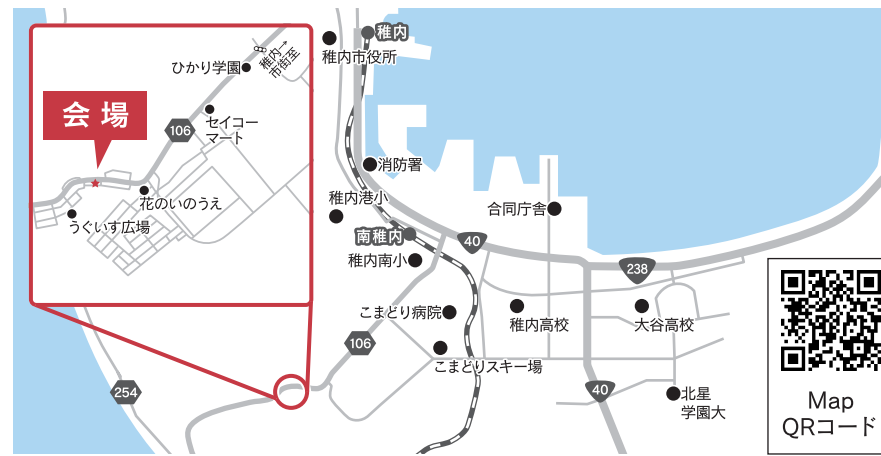 ひかり学園
稚内→
市街至
会 場
106
セイコー
マート
花のいのうえ
うぐいす広場
稚内
稚内市役所
消防署
稚内港小
南稚内
稚内南小
40
合同庁舎
238
こまどり病院
稚内高校
大谷高校
106
こまどりスキー場
254
40
北星
学園大
Map
QRコード